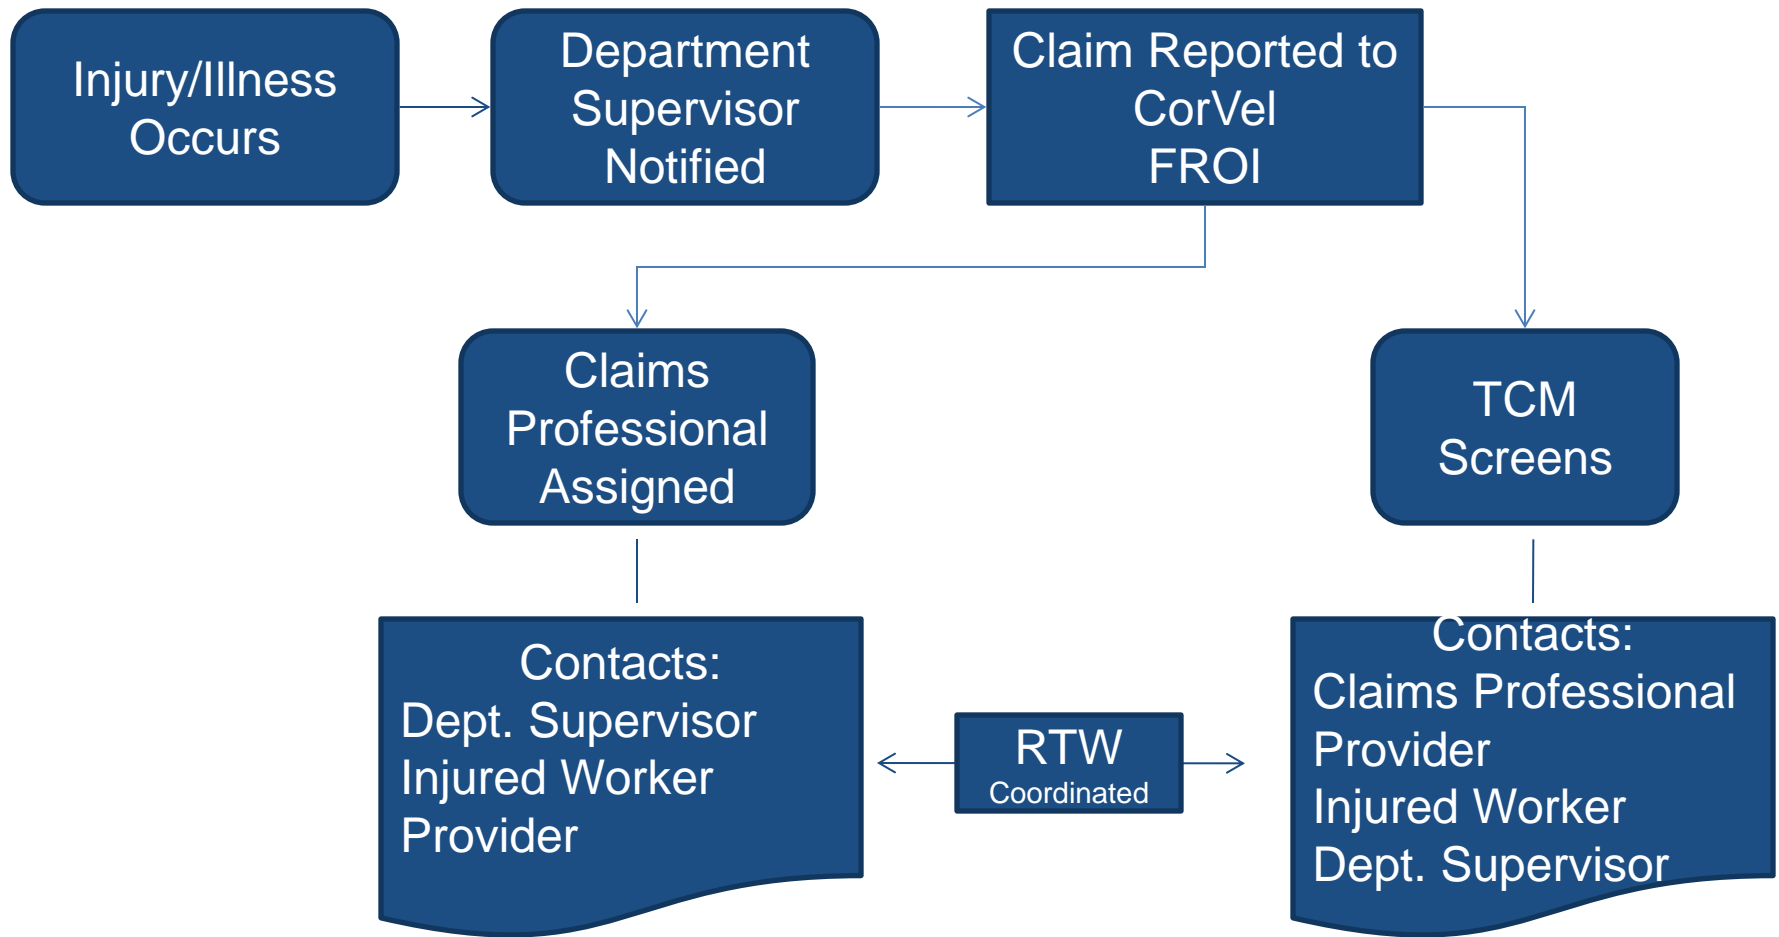 Injury/Illness
Occurs
Department
Supervisor
Notified
Claim Reported to
CorVel
FROI
Claims
Professional
Assigned
TCM
Screens
Contacts:
Dept. Supervisor
Injured Worker
Provider
RTW
Coordinated
Contacts:
Claims Professional
Provider
Injured Worker
Dept. Supervisor